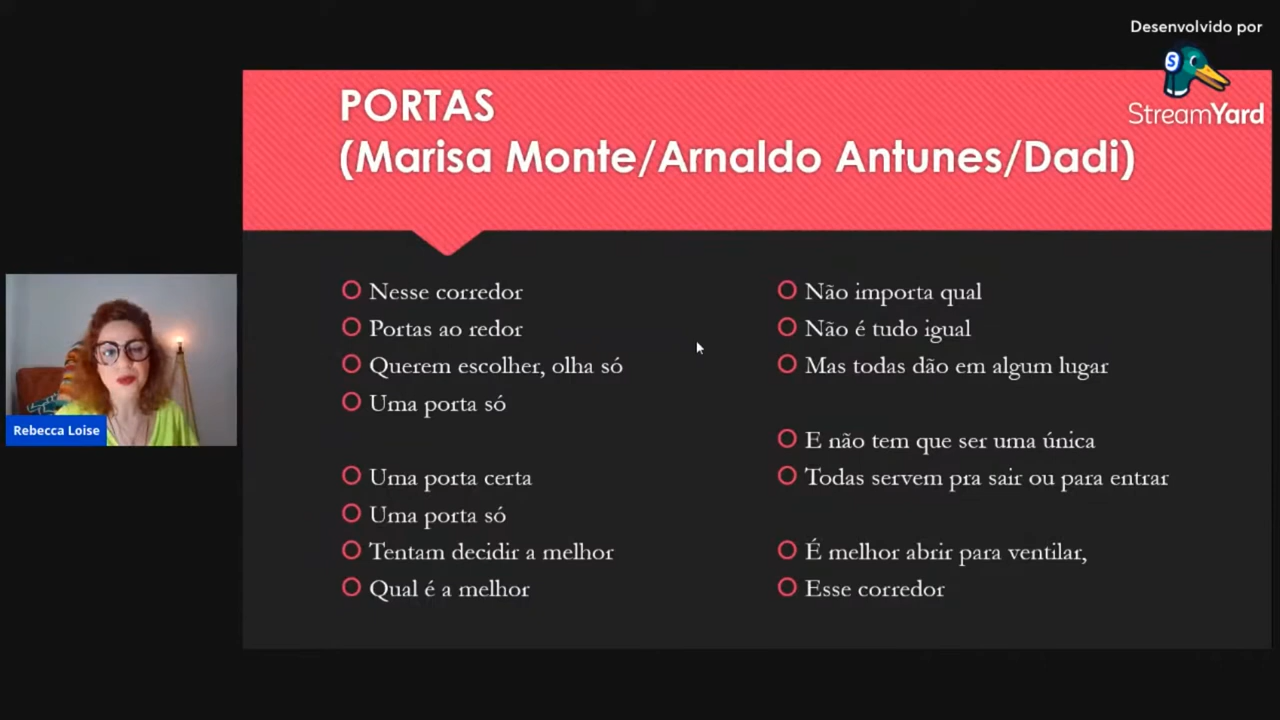 Desenvolvido por
StreamYard
PORTAS
(Marisa Monte/Arnaldo Antunes/Dadi)
Nesse corredor
Portas ao redor
Querem escolher, olha só
Uma porta só
Uma porta certa
Uma porta só
Tentam decidir a melhor
Qual é a melhor
Não importa qual
Não é tudo igual
Mas todas dão em algum lugar
E não tem que ser uma única
Todas servem pra sair ou para entrar
É melhor abrir para ventilar,
Esse corredor
Rebecca Loise